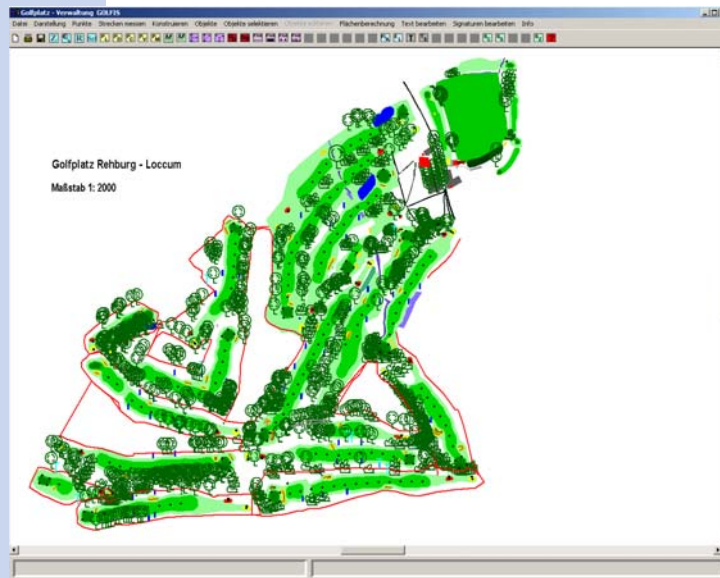 Golfplatz - Verwaltung GOLFIS
Datei Darstellung Punkte Strecken messen Konstruieren Objekte Objekte selektieren Objekte editieren Flächenberechnung Text bearbeiten Signaturen bearbeiten Info
Golfplatz Rehburg - Loccum
Maßstab 1: 2000